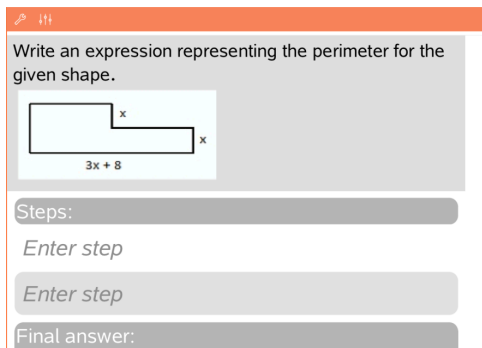 Write an expression representing the perimeter for the
given shape.
x
x
3x + 8
Steps:
Enter step
Enter step
Final answer: